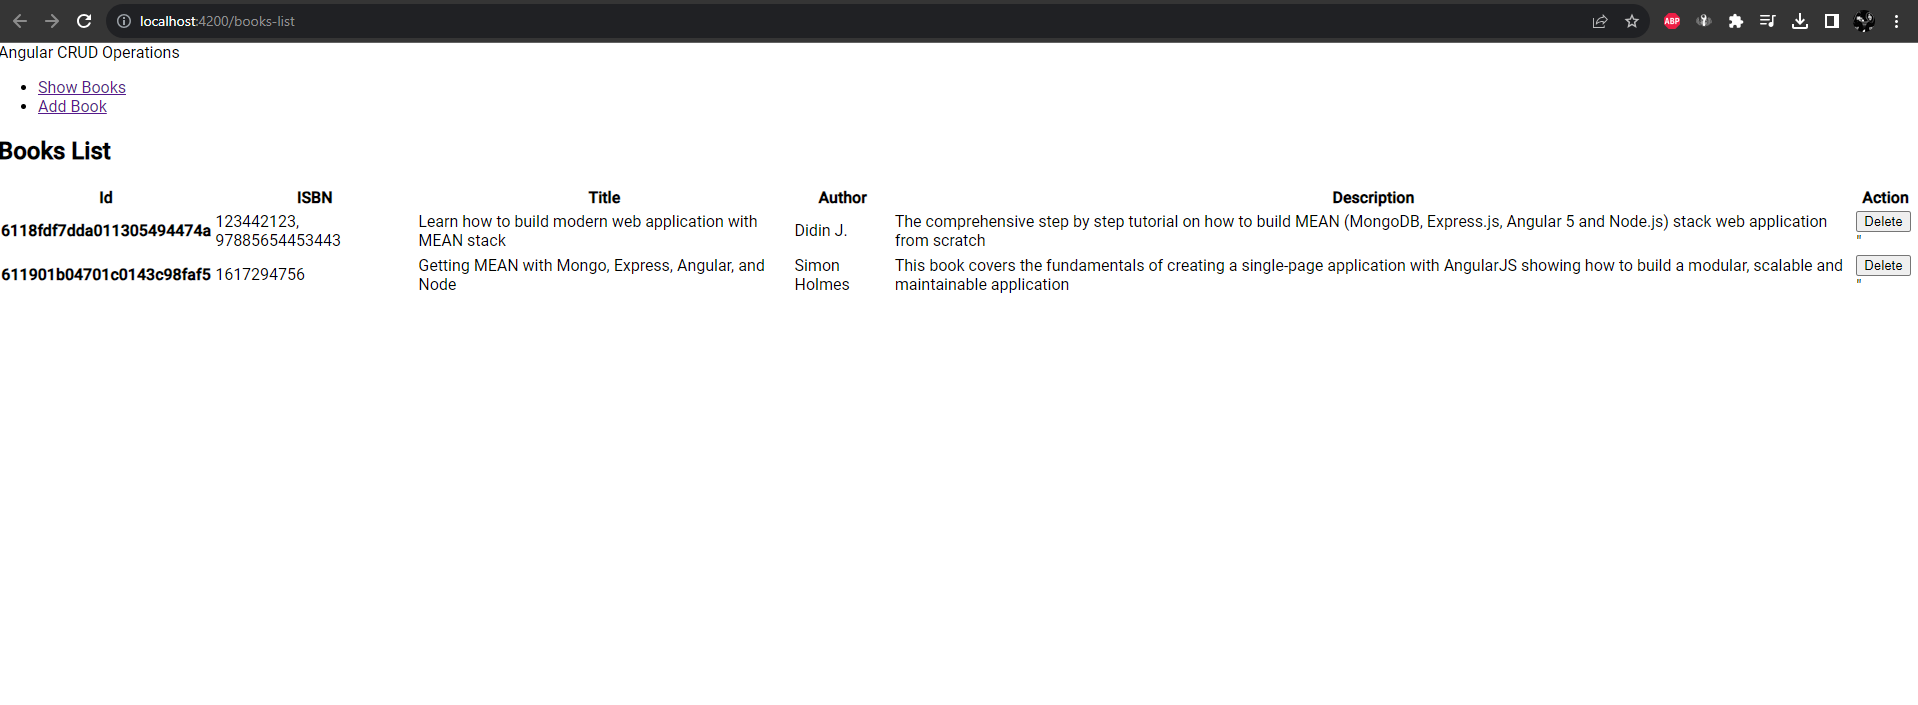 localhost:4200/books-list
ABP
Angular CRUD Operations
Show Books
Add Book
Books List
Id ISBN Title Author Description Action
6118fdf7dda011305494474a 123442123, 97885654453443 Learn how to build modern web application with MEAN stack Didin J. The comprehensive step by step tutorial on how to build MEAN (MongoDB, Express.js, Angular 5 and Node.js) stack web application from scratch Delete "
611901b04701c0143c98faf5 1617294756 Getting MEAN with Mongo, Express, Angular, and Node Simon Holmes This book covers the fundamentals of creating a single-page application with AngularJS showing how to build a modular, scalable and maintainable application Delete "